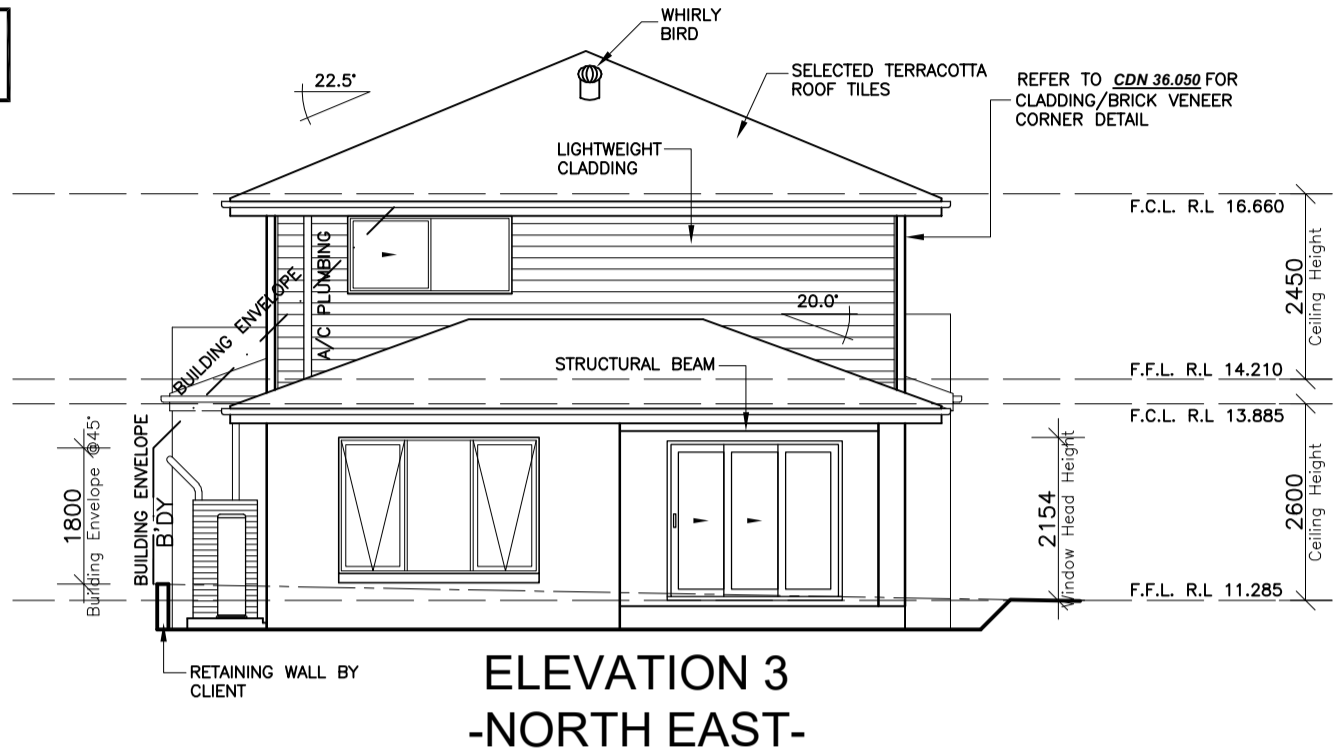 WHIRLY
BIRD
22.5°
SELECTED TERRACOTTA
ROOF TILES
REFER TO CDN 36.050 FOR
CLADDING/BRICK VENEER
CORNER DETAIL
LIGHTWEIGHT
CLADDING
F.C.L. R.L 16.660
2450
Ceiling Height
A/C PLUMBING
BUILDING ENVELOPE
20.0°
STRUCTURAL BEAM
F.F.L. R.L 14.210
F.C.L. R.L 13.885
1800
Building Envelope @45°
BUILDING ENVELOPE
B'DY
2154
Window Head Height
2600
Ceiling Height
F.F.L. R.L 11.285
RETAINING WALL BY
CLIENT
ELEVATION 3
-NORTH EAST-